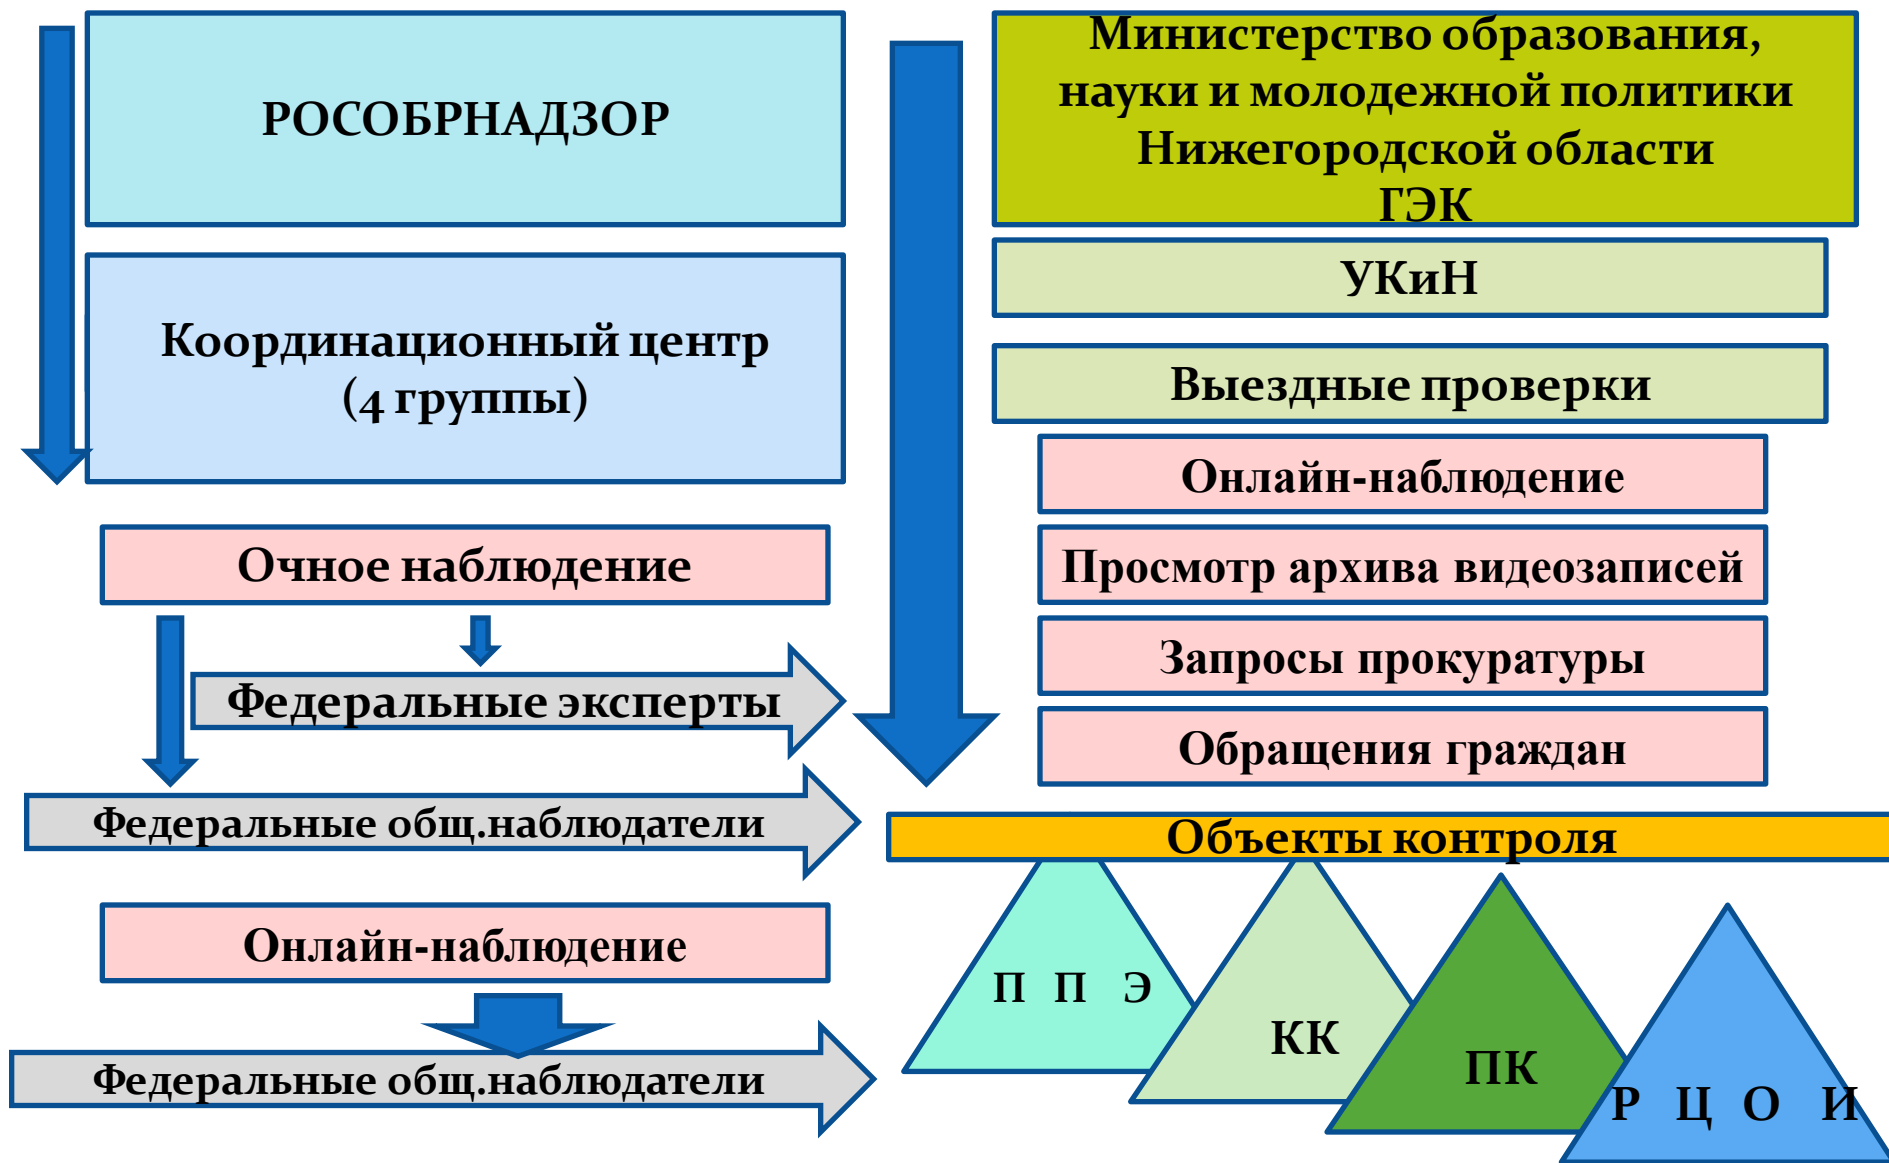 РОСОБРНАДЗОР
Координационный центр
(4 группы)
Очное наблюдение
Федеральные эксперты
Федеральные общ.наблюдатели
Онлайн-наблюдение
Федеральные общ.наблюдатели
Министерство образования,
науки и молодежной политики
Нижегородской области
ГЭК
УКиН
Выездные проверки
Онлайн-наблюдение
Просмотр архива видеозаписей
Запросы прокуратуры
Обращения граждан
Объекты контроля
П П Э
КК
ПК
Р Ц О И